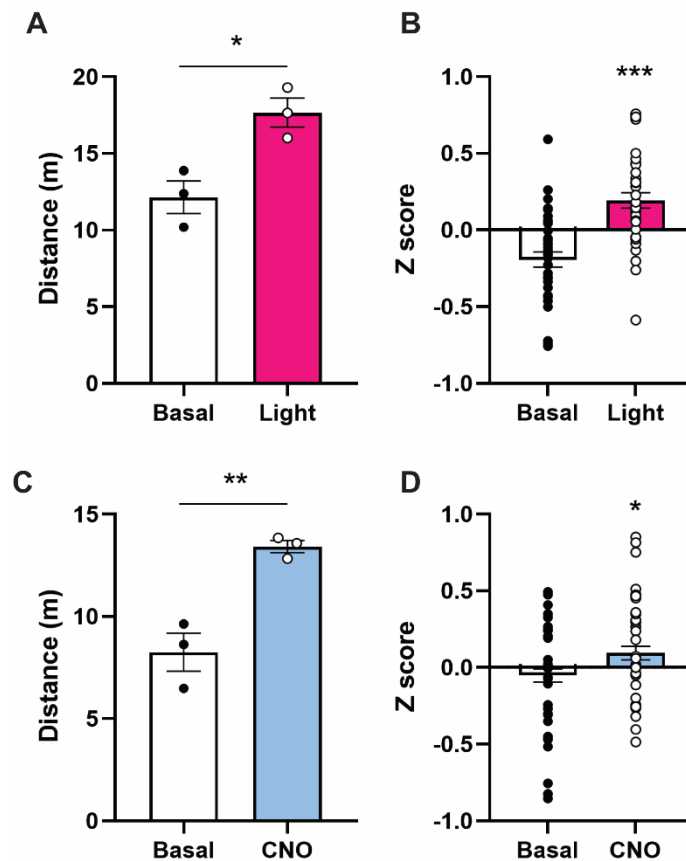 A
*
Distance (m)
20
15
10
5
0
Basal Light
B
***
Z score
1.0
0.5
0.0
-0.5
-1.0
Basal Light
C
**
Distance (m)
15
10
5
0
Basal CNO
D
*
Z score
1.0
0.5
0.0
-0.5
-1.0
Basal CNO